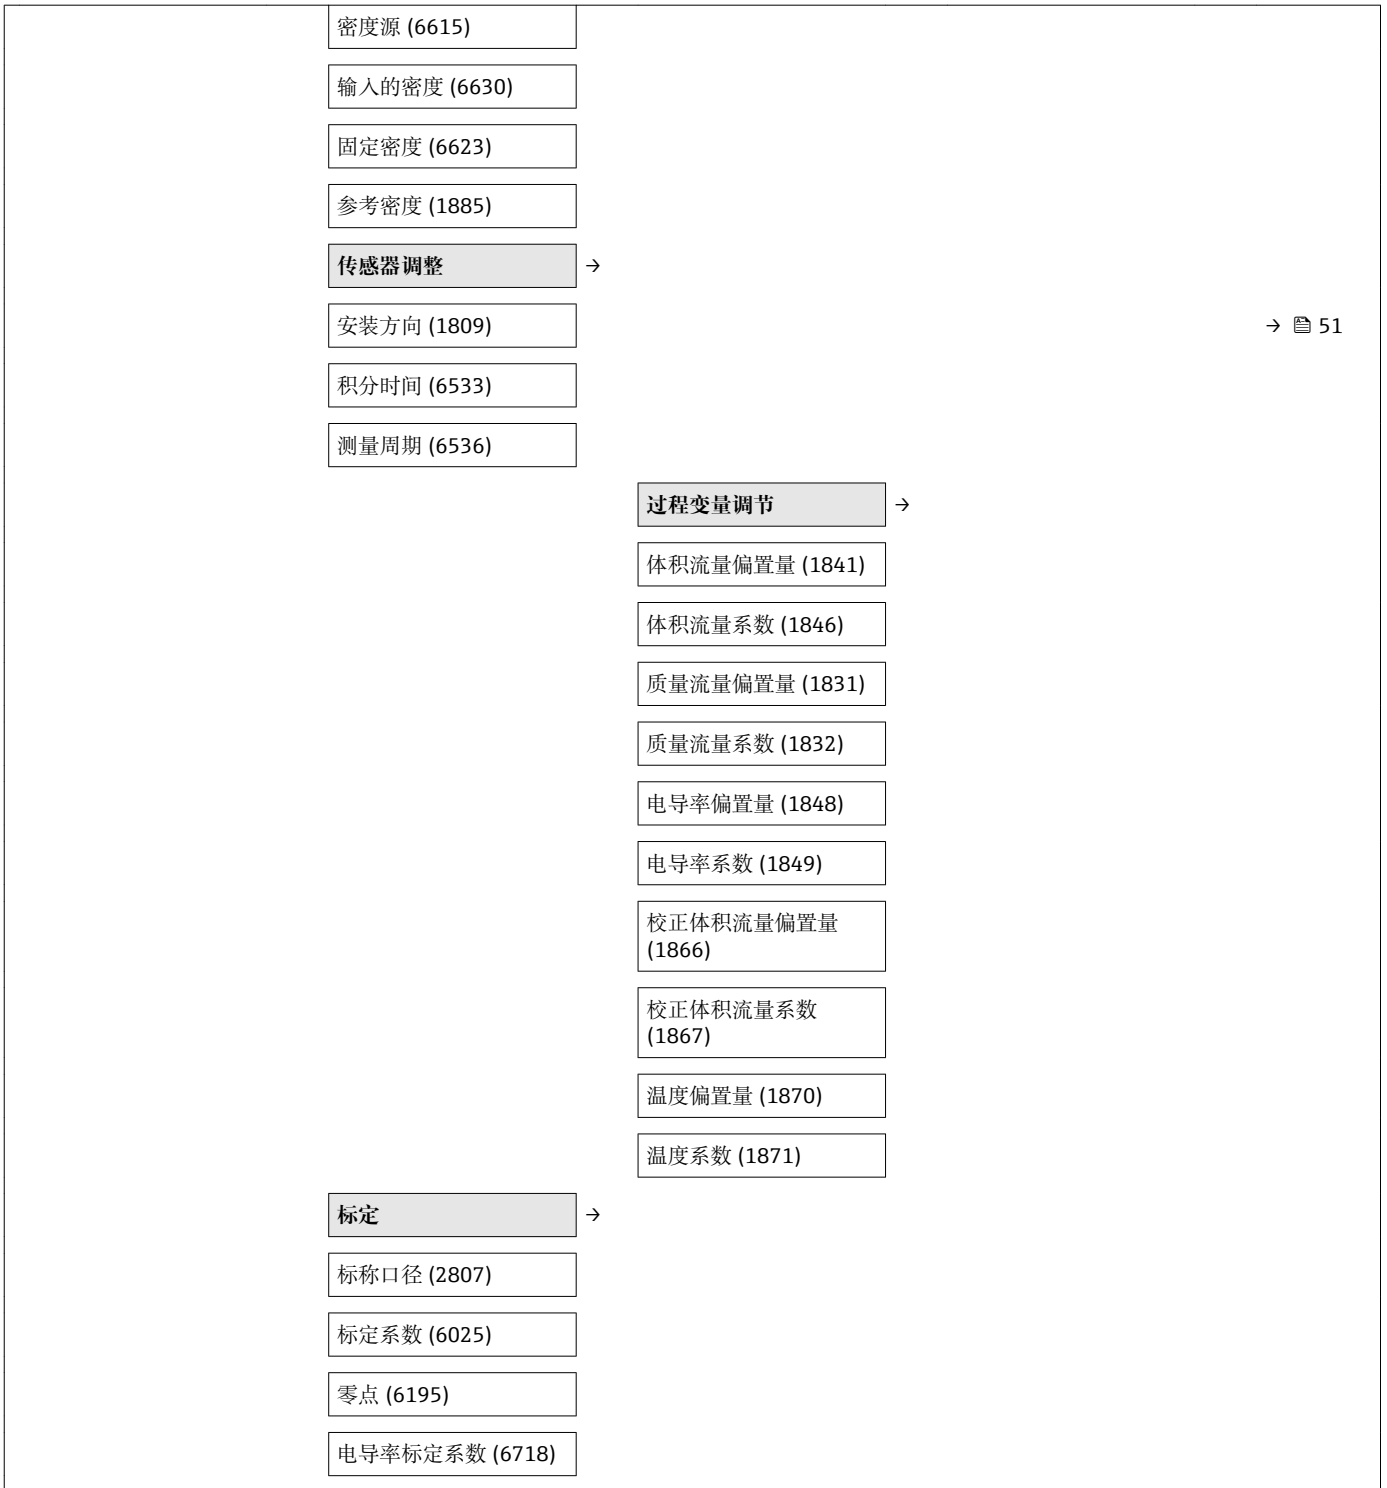 密度源 (6615)
输入的密度 (6630)
固定密度 (6623)
参考密度 (1885)
传感器调整 →
安装方向 (1809) → 51
积分时间 (6533)
测量周期 (6536)
过程变量调节 →
体积流量偏置量 (1841)
体积流量系数 (1846)
质量流量偏置量 (1831)
质量流量系数 (1832)
电导率偏置量 (1848)
电导率系数 (1849)
校正体积流量偏置量
(1866)
校正体积流量系数
(1867)
温度偏置量 (1870)
温度系数 (1871)
标定 →
标称口径 (2807)
标定系数 (6025)
零点 (6195)
电导率标定系数 (6718)